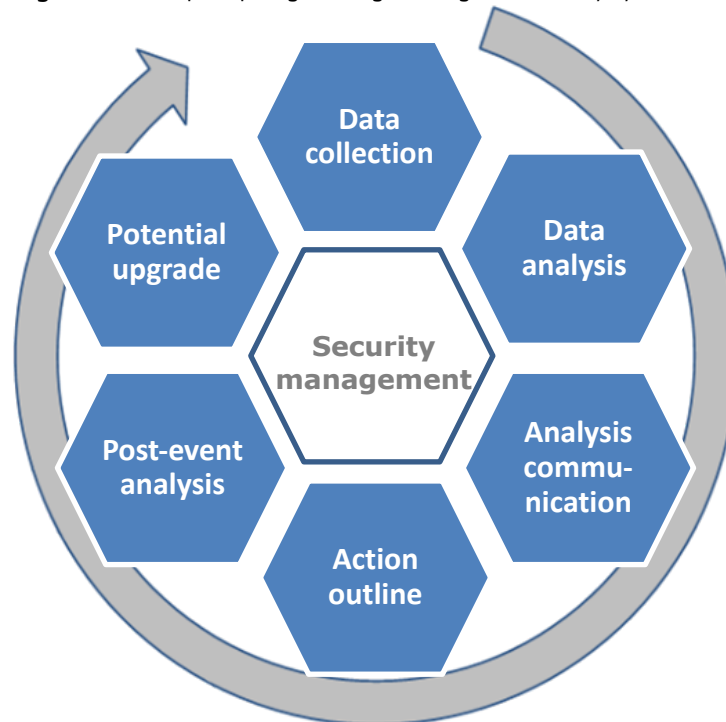 Data
collection
Data
analysis
Analysis
commu-
nication
Action
outline
Post-event
analysis
Potential
upgrade
Security
management